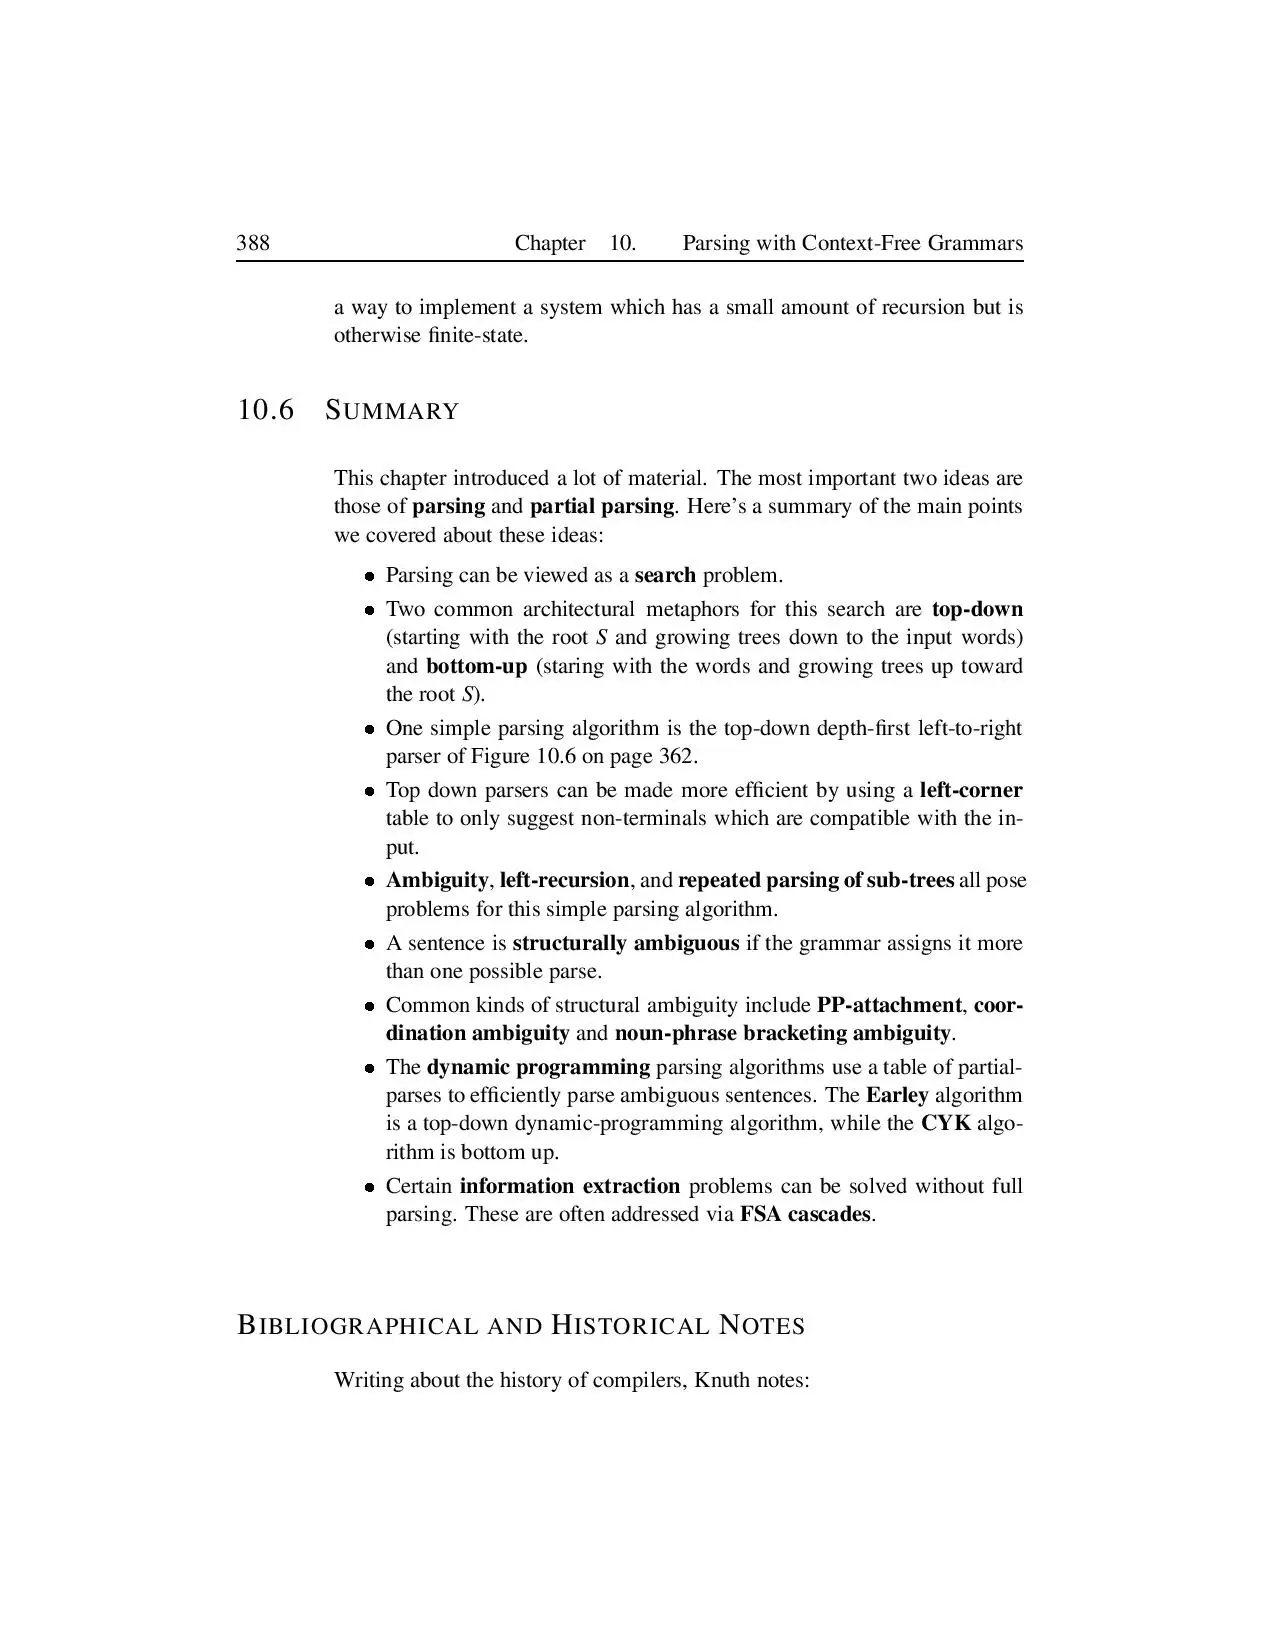 388 Chapter 10. Parsing with Context-Free Grammars
a way to implement a system which has a small amount of recursion but is
otherwise finite-state.
10.6 SUMMARY
This chapter introduced a lot of material. The most important two ideas are
those of parsing and partial parsing. Here's a summary of the main points
we covered about these ideas:
• Parsing can be viewed as a search problem.
• Two common architectural metaphors for this search are top-down
(starting with the root S and growing trees down to the input words)
and bottom-up (staring with the words and growing trees up toward
the root S).
• One simple parsing algorithm is the top-down depth-first left-to-right
parser of Figure 10.6 on page 362.
• Top down parsers can be made more efficient by using a left-corner
table to only suggest non-terminals which are compatible with the in-
put.
• Ambiguity, left-recursion, and repeated parsing of sub-trees all pose
problems for this simple parsing algorithm.
• A sentence is structurally ambiguous if the grammar assigns it more
than one possible parse.
• Common kinds of structural ambiguity include PP-attachment, coor-
dination ambiguity and noun-phrase bracketing ambiguity.
• The dynamic programming parsing algorithms use a table of partial-
parses to efficiently parse ambiguous sentences. The Earley algorithm
is a top-down dynamic-programming algorithm, while the CYK algo-
rithm is bottom up.
• Certain information extraction problems can be solved without full
parsing. These are often addressed via FSA cascades.
BIBLIOGRAPHICAL AND HISTORICAL NOTES
Writing about the history of compilers, Knuth notes: